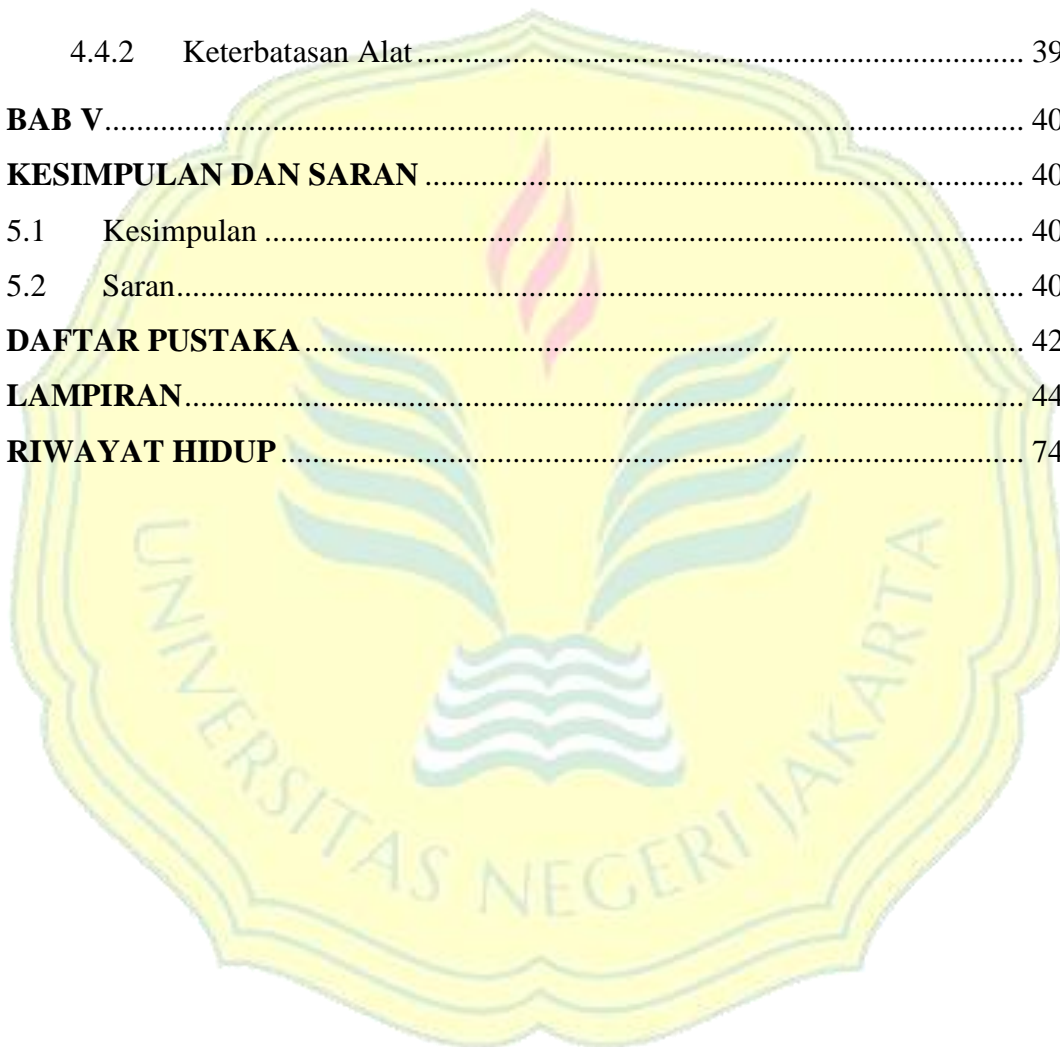 4.4.2 Keterbatasan Alat ........................................................................... 39
BAB V ................................................................................................................... 40
KESIMPULAN DAN SARAN ........................................................................... 40
5.1 Kesimpulan ............................................................................................... 40
5.2 Saran .......................................................................................................... 40
DAFTAR PUSTAKA .......................................................................................... 42
LAMPIRAN ......................................................................................................... 44
RIWAYAT HIDUP ............................................................................................. 74
UNIVERSITAS NEGERI JAKARTA